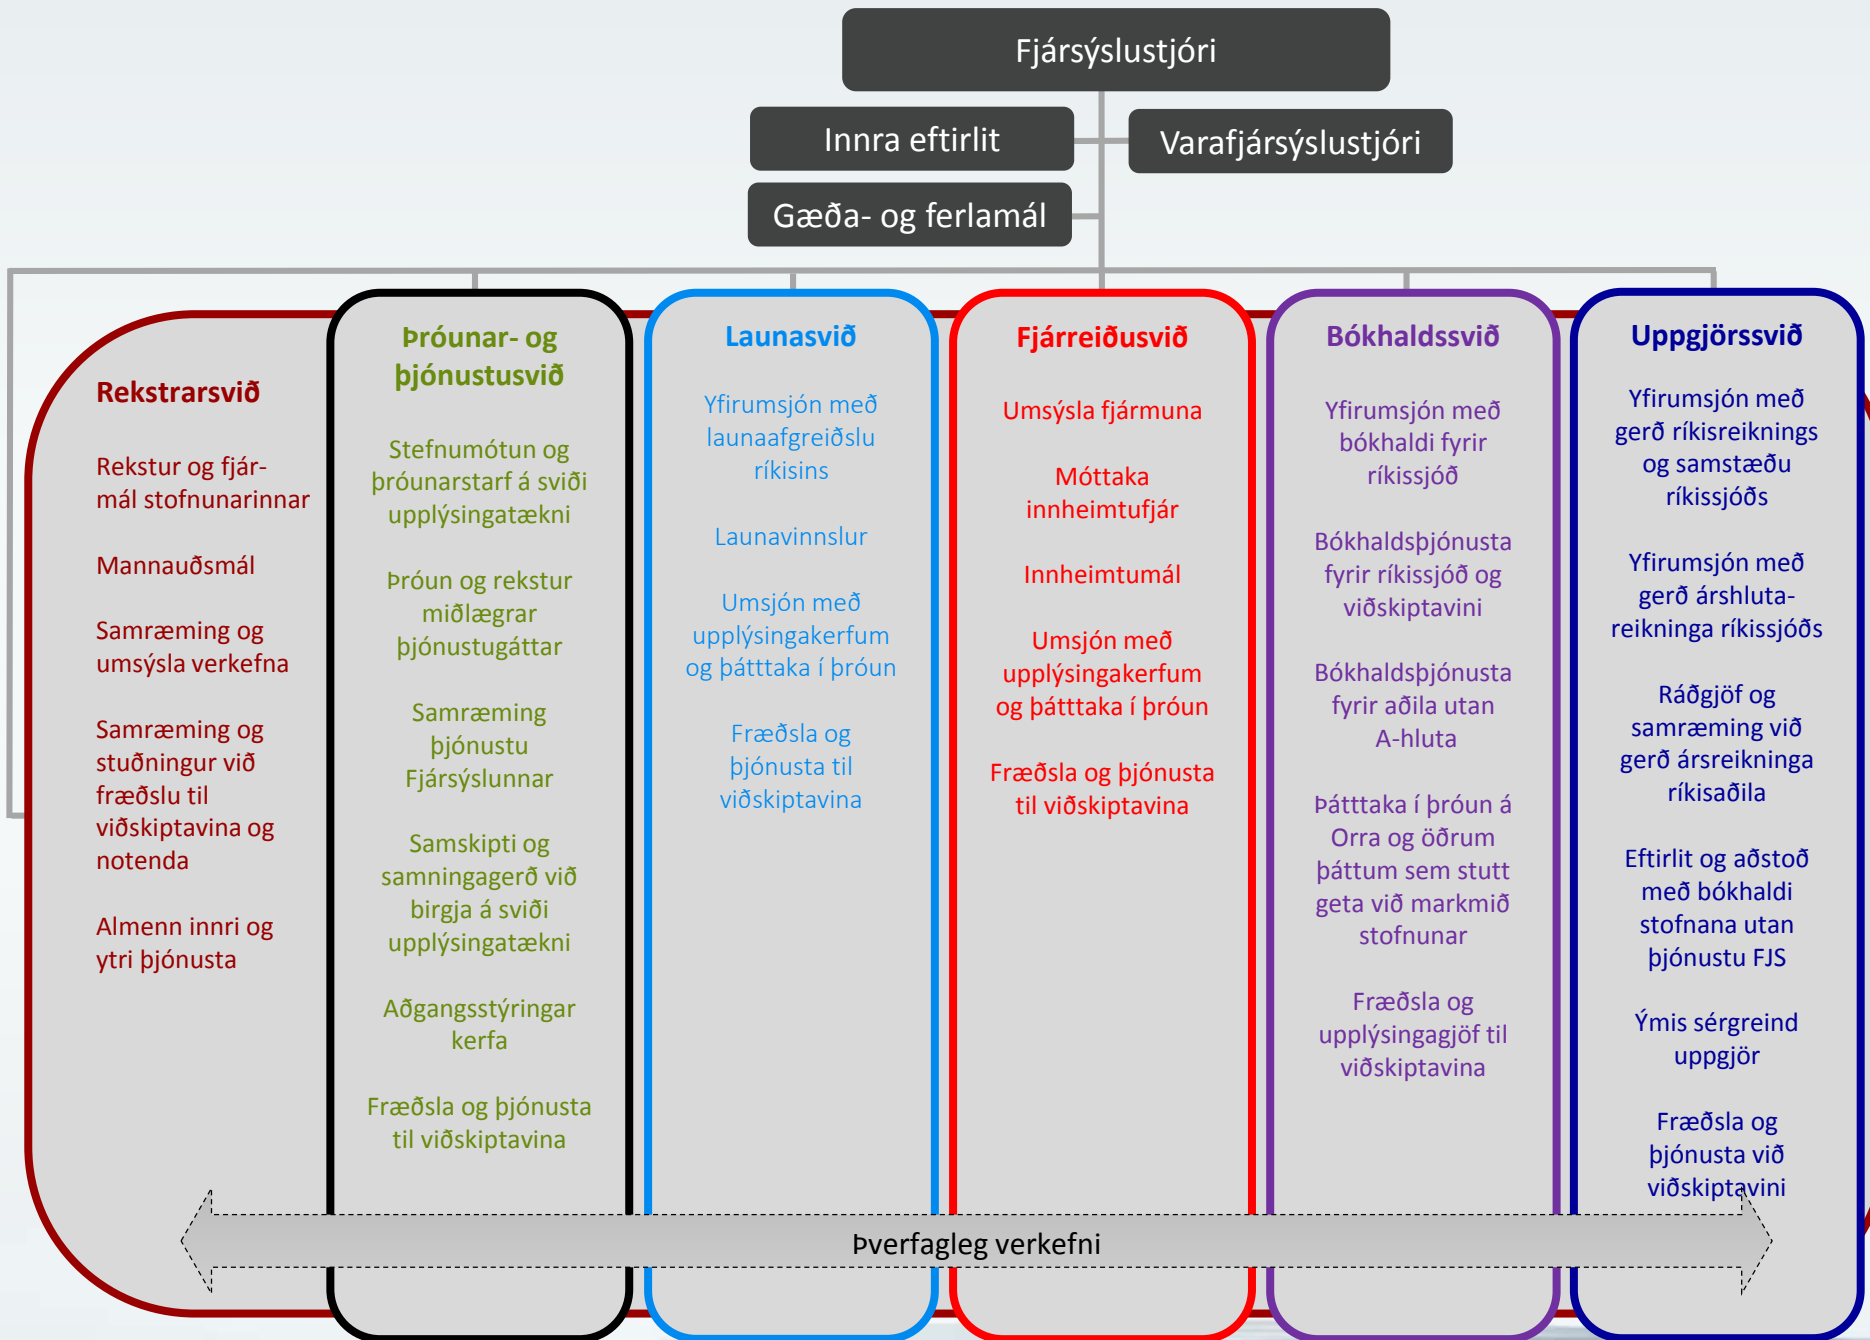 Fjársýslustjóri
Innra eftirlit
Varafjársýslustjóri
Gæða- og ferlamál
Rekstrarsvið
Rekstur og fjár-
mál stofnunarinnar
Mannauðsmál
Samræming og
umsýsla verkefna
Samræming og
stuðningur við
fræðslu til
viðskiptavina og
notenda
Almenn innri og
ytri þjónusta
Þróunar- og
þjónustusvið
Stefnumótun og
þróunarstarf á sviði
upplýsingatækni
Þróun og rekstur
miðlægrar
þjónustugáttar
Samræming
þjónustu
Fjársýslunnar
Samskipti og
samningagerð við
birgja á sviði
upplýsingatækni
Aðgangsstýringar
kerfa
Fræðsla og þjónusta
til viðskiptavina
Launasvið
Yfirumsjón með
launaafgreiðslu
ríkisins
Launavinnslur
Umsjón með
upplýsingakerfum
og þátttaka í þróun
Fræðsla og
þjónusta til
viðskiptavina
Fjárreiðusvið
Umsýsla fjármuna
Móttaka
innheimtufjár
Innheimtumál
Umsjón með
upplýsingakerfum
og þátttaka í þróun
Fræðsla og þjónusta
til viðskiptavina
Bókhaldssvið
Yfirumsjón með
bókhaldi fyrir
ríkissjóð
Bókhaldsþjónusta
fyrir ríkissjóð og
viðskiptavini
Bókhaldsþjónusta
fyrir aðila utan
A-hluta
Þátttaka í þróun á
Orra og öðrum
þáttum sem stutt
geta við markmið
stofnunar
Fræðsla og
upplýsingagjöf til
viðskiptavina
Uppgjörssvið
Yfirumsjón með
gerð ríkisreiknings
og samstæðu
ríkissjóðs
Yfirumsjón með
gerð árshluta-
reikninga ríkissjóðs
Ráðgjöf og
samræming við
gerð ársreikninga
ríkisaðila
Eftirlit og aðstoð
með bókhaldi
stofnana utan
þjónustu FJS
Ýmis sérgreind
uppgjör
Fræðsla og
þjónusta við
viðskiptavini
Þverfagleg verkefni